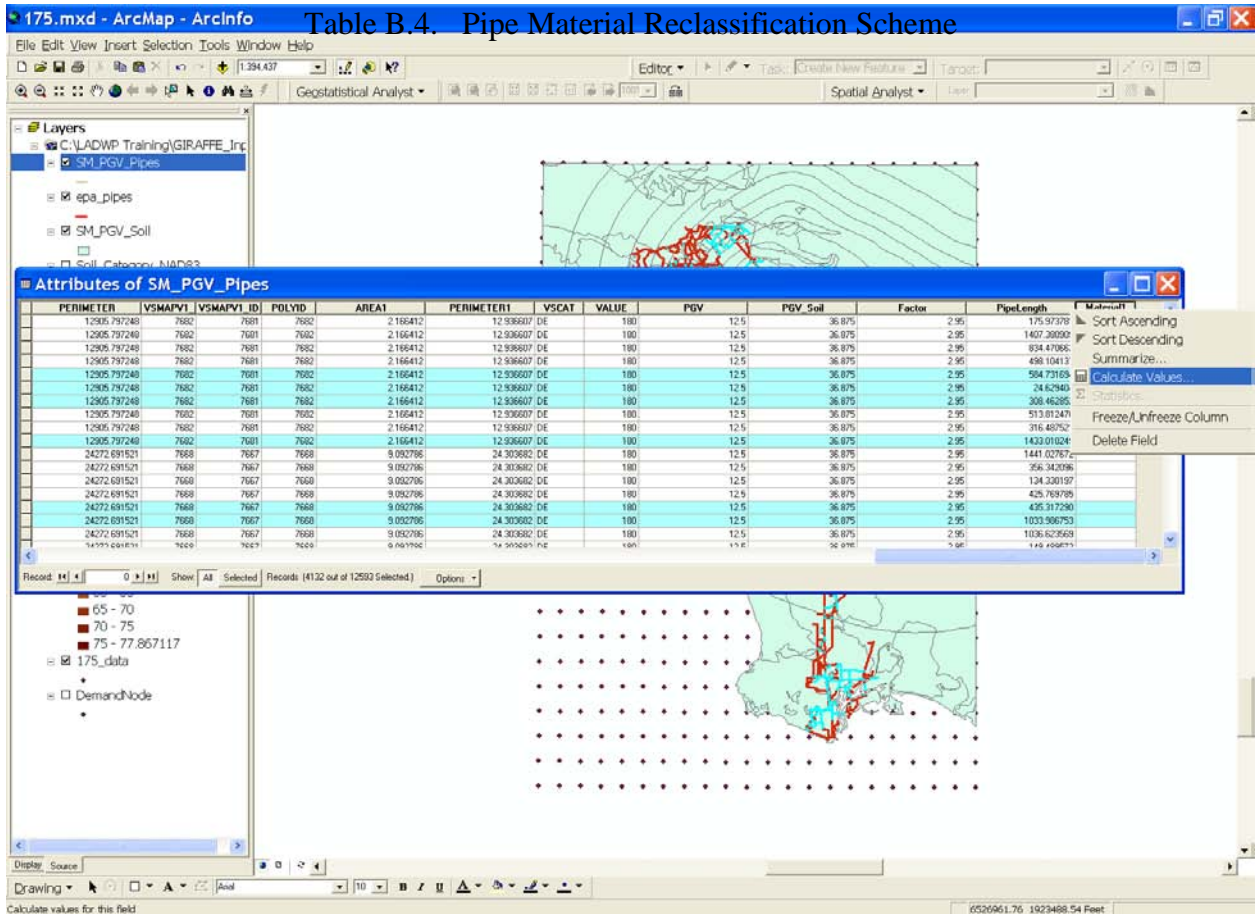 175.mxd - ArcMap - ArcInfo
Table B.4. Pipe Material Reclassification Scheme
File Edit View Insert Selection Tools Window Help
1:394,437
Editor Task: Create New Feature Target:
Geostatistical Analyst
Spatial Analyst Layer:
Layers
C:\LADWP Training\GIRAFFE_Inp
SM_PGV_Pipes
epa_pipes
SM_PGV_Soil
Soil_Category_NAD83
Attributes of SM_PGV_Pipes
PERIMETER VSMAPV1_ VSMAPV1_ID POLYID AREA1 PERIMETER1 VSCAT VALUE PGV PGV_Soil Factor PipeLength Material1
12905.797248 7682 7681 7682 2.166412 12.936607 DE 180 12.5 36.875 2.95 175.97378
12905.797248 7682 7681 7682 2.166412 12.936607 DE 180 12.5 36.875 2.95
12905.797248 7682 7681 7682 2.166412 12.936607 DE 180 12.5 36.875 2.95
12905.797248 7682 7681 7682 2.166412 12.936607 DE 180 12.5 36.875 2.95 498.10413
12905.797248 7682 7681 7682 2.166412 12.936607 DE 180 12.5 36.875 2.95
12905.797248 7682 7681 7682 2.166412 12.936607 DE 180 12.5 36.875 2.95
12905.797248 7682 7681 7682 2.166412 12.936607 DE 180 12.5 36.875 2.95
12905.797248 7682 7681 7682 2.166412 12.936607 DE 180 12.5 36.875 2.95
12905.797248 7682 7681 7682 2.166412 12.936607 DE 180 12.5 36.875 2.95
12905.797248 7682 7681 7682 2.166412 12.936607 DE 180 12.5 36.875 2.95
24272.691521 7668 7667 7668 9.092786 24.303682 DE 180 12.5 36.875 2.95
24272.691521 7668 7667 7668 9.092786 24.303682 DE 180 12.5 36.875 2.95 356.342096
24272.691521 7668 7667 7668 9.092786 24.303682 DE 180 12.5 36.875 2.95 134.330197
24272.691521 7668 7667 7668 9.092786 24.303682 DE 180 12.5 36.875 2.95 425.769785
24272.691521 7668 7667 7668 9.092786 24.303682 DE 180 12.5 36.875 2.95 435.317290
24272.691521 7668 7667 7668 9.092786 24.303682 DE 180 12.5 36.875 2.95 1033.986753
24272.691521 7668 7667 7668 9.092786 24.303682 DE 180 12.5 36.875 2.95 1036.623569
Sort Ascending
Sort Descending
Summarize...
Calculate Values...
Statistics...
Freeze/Unfreeze Column
Delete Field
Record: 0 Show: All Selected Records (4132 out of 12593 Selected.) Options
65 - 70
70 - 75
75 - 77.867117
175_data
DemandNode
Display Source
Drawing A Arial 10 B I U A
Calculate values for this field
6526961.76 1923488.54 Feet